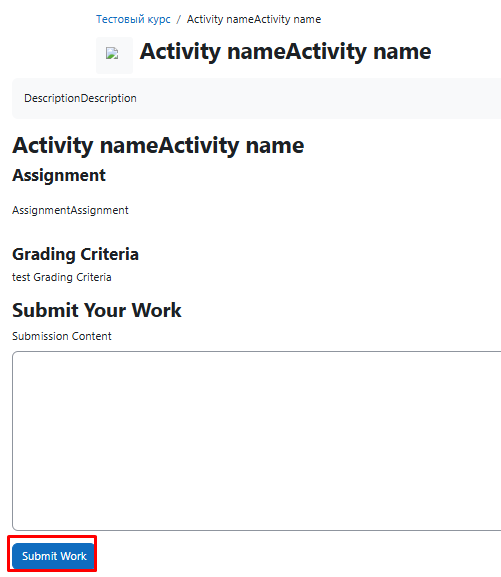 Тестовый курс / Activity nameActivity name
Activity nameActivity name
DescriptionDescription
Activity nameActivity name
Assignment
AssignmentAssignment
Grading Criteria
test Grading Criteria
Submit Your Work
Submission Content
Submit Work